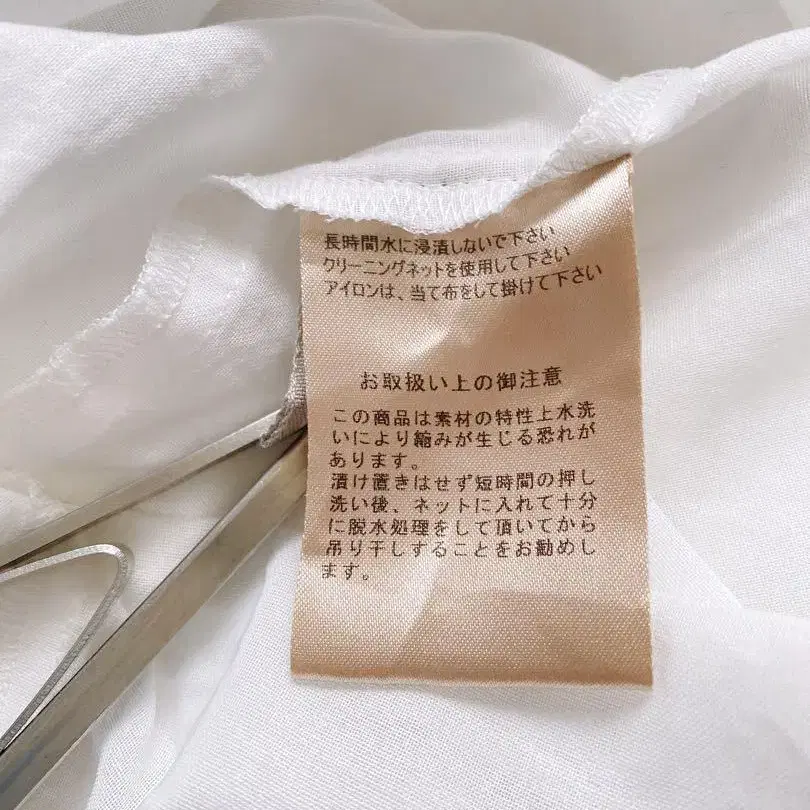 長時間水に浸漬しないで下さい
クリーニングネットを使用して下さい
アイロンは、当て布をして掛けて下さい
お取扱い上の御注意
この商品は素材の特性上水洗
いにより縮みが生じる恐れが
あります。
漬け置きはせず短時間の押し
洗い後、ネットに入れて十分
に脱水処理をして頂いてから
吊り干しすることをお勧めし
ます。